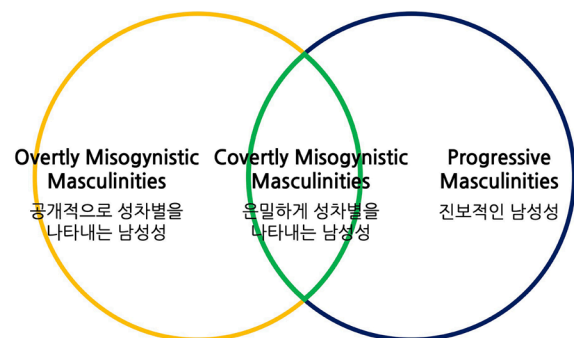 Overtly Misogynistic
Masculinities
공개적으로 성차별을
나타내는 남성성
Covertly Misogynistic
Masculinities
은밀하게 성차별을
나타내는 남성성
Progressive
Masculinities
진보적인 남성성